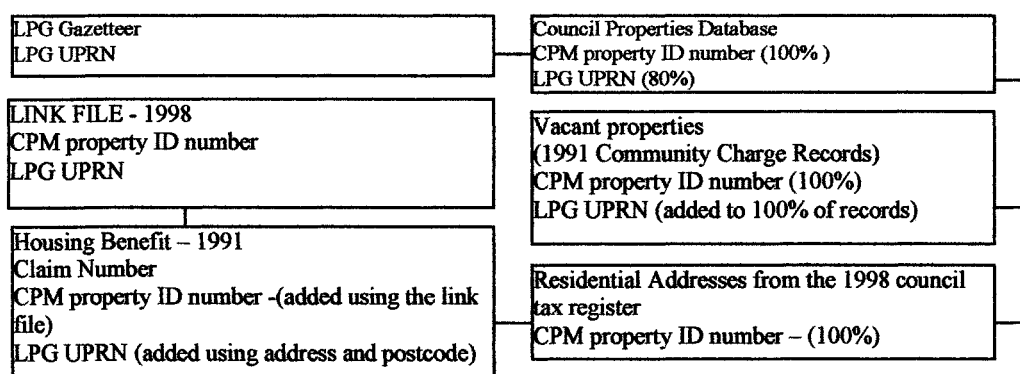 LPG Gazetteer
LPG UPRN
Council Properties Database
CPM property ID number (100% )
LPG UPRN (80%)
LINK FILE - 1998
CPM property ID number
LPG UPRN
Vacant properties
(1991 Community Charge Records)
CPM property ID number (100%)
LPG UPRN (added to 100% of records)
Housing Benefit – 1991
Claim Number
CPM property ID number -(added using the link
file)
LPG UPRN (added using address and postcode)
Residential Addresses from the 1998 council
tax register
CPM property ID number – (100%)